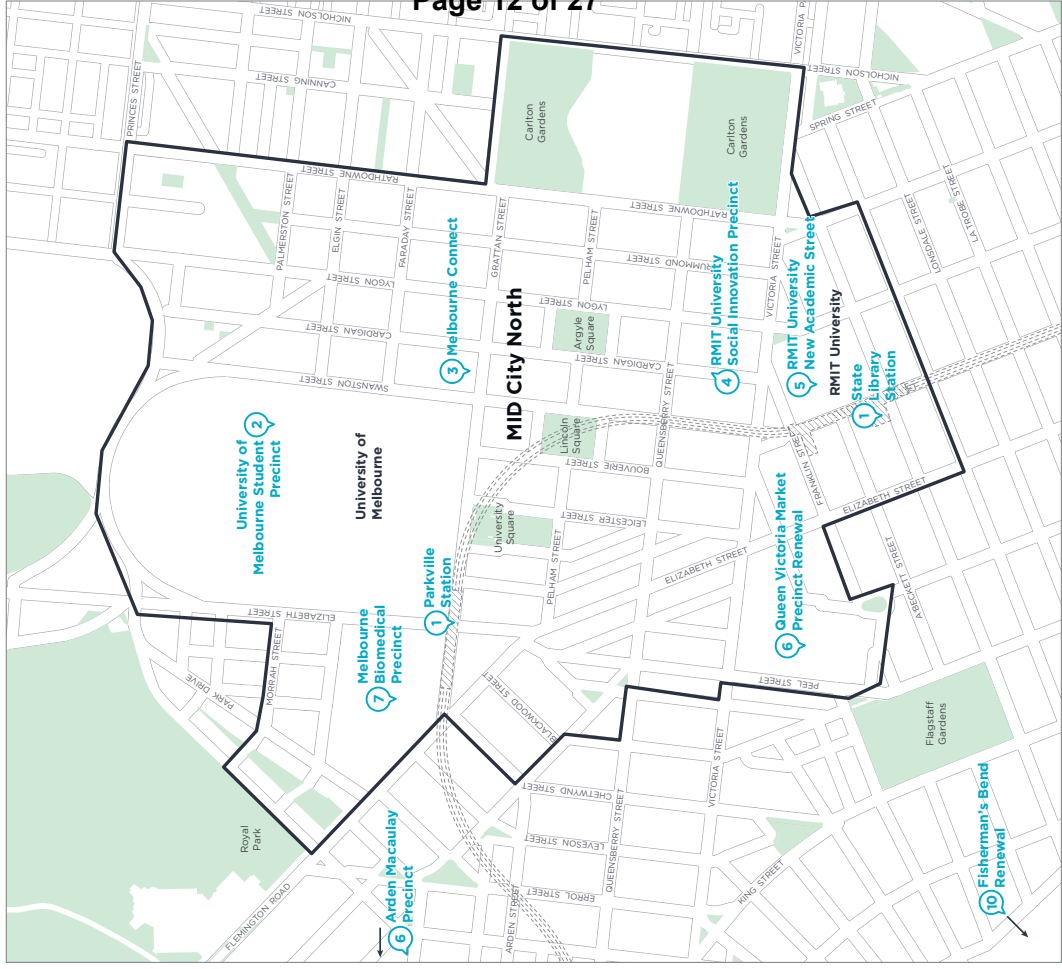 Page 12 of 27
NICHOLSON STREET
CANNING STREET
PRINCES STREET
VICTORIA P
NICHOLSON STREET
SPRING STREET
Carlton
Gardens
Carlton
Gardens
RATHDOWNE STREET
RATHDOWNE STREET
LA TROBE STREET
LONSDALE STREET
PALMERSTON STREET
ELGIN STREET
FARADAY STREET
GRATTAN STREET
PELHAM STREET
DRUMMOND STREET
VICTORIA STREET
LYGON STREET
LYGON STREET
CARDIGAN STREET
CARDIGAN STREET
SWANSTON STREET
3 Melbourne Connect
4 RMIT University
Social Innovation Precinct
5 RMIT University
New Academic Street
RMIT University
1 State
Library
Station
MID City North
Argyle
Square
Lincoln
Square
University
Square
University of
Melbourne Student
Precinct
2
University of
Melbourne
BOUVERIE STREET
QUEENSBERRY STREET
LEICESTER STREET
FRANKLIN STREET
ELIZABETH STREET
ELIZABETH STREET
ELIZABETH STREET
A'BECKETT STREET
PELHAM STREET
1 Parkville
Station
6 Queen Victoria Market
Precinct Renewal
7 Melbourne
Biomedical
Precinct
MORRAH STREET
PARK DRIVE
PEEL STREET
BLACKWOOD STREET
Flagstaff
Gardens
CHETWYND STREET
VICTORIA STREET
LEVESON STREET
QUEENSBERRY STREET
ERROL STREET
ARDEN STREET
KING STREET
Royal
Park
FLEMINGTON ROAD
6 Arden Macaulay
Precinct
10 Fisherman's Bend
Renewal